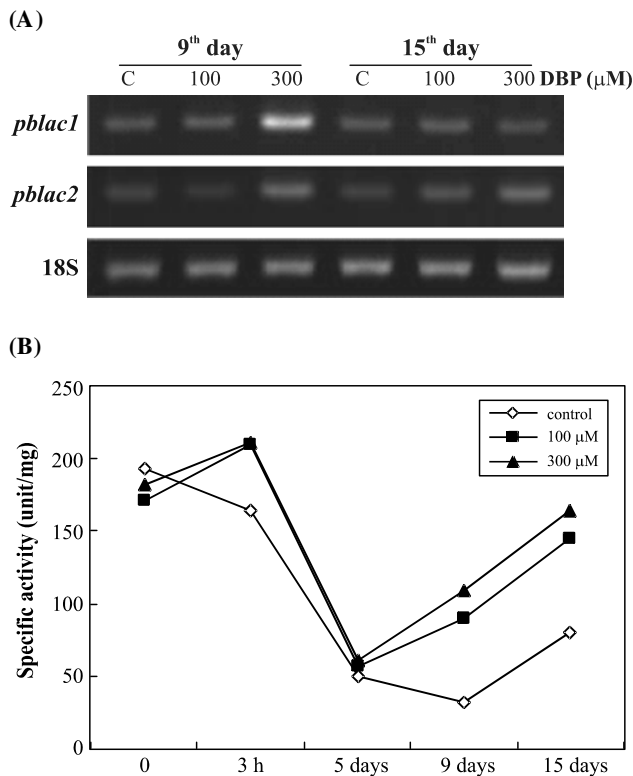 (A)
9th day 15th day
C 100 300 C 100 300 DBP (μM)
pblac1
pblac2
18S
(B)
250
200
150
100
50
0
Specific activity (unit/mg)
control
100 μM
300 μM
0 3 h 5 days 9 days 15 days